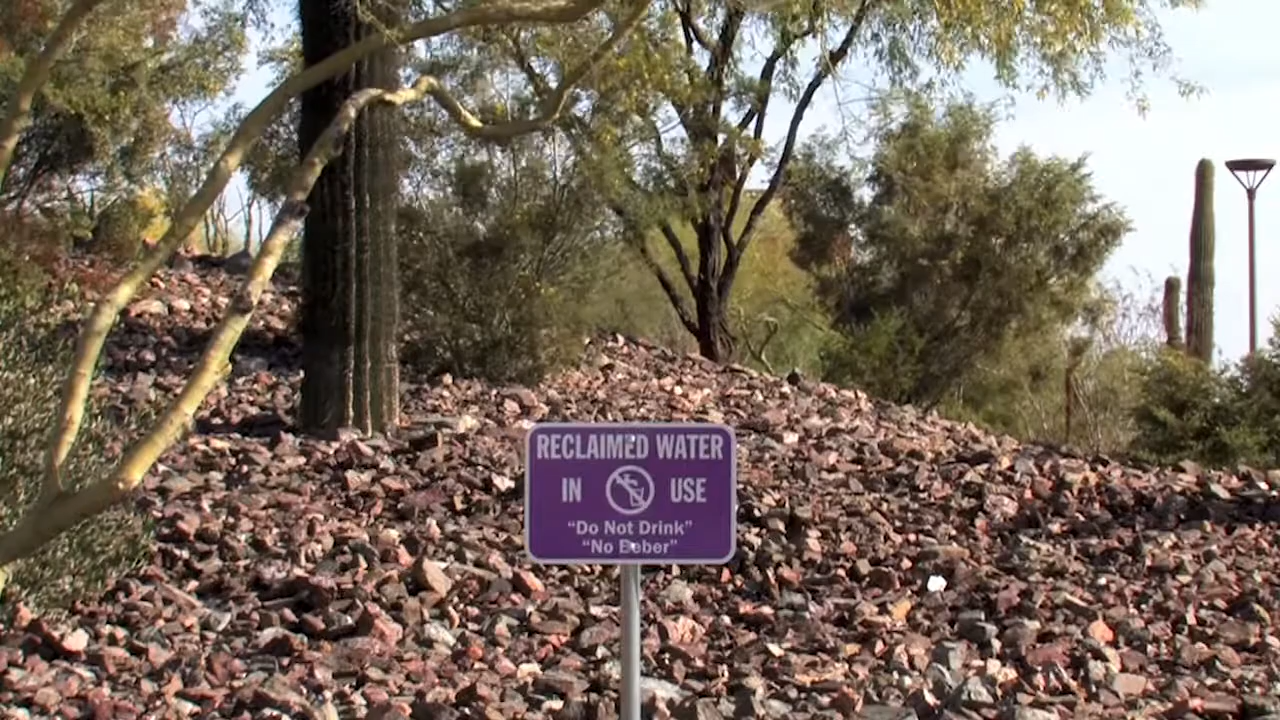 RECLAIMED WATER
IN USE
“Do Not Drink”
“No Beber”